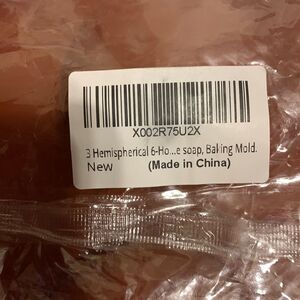 X002R75U2X
3 Hemispherical 6-Ho...e soap, Baking Mold.
New (Made in China)